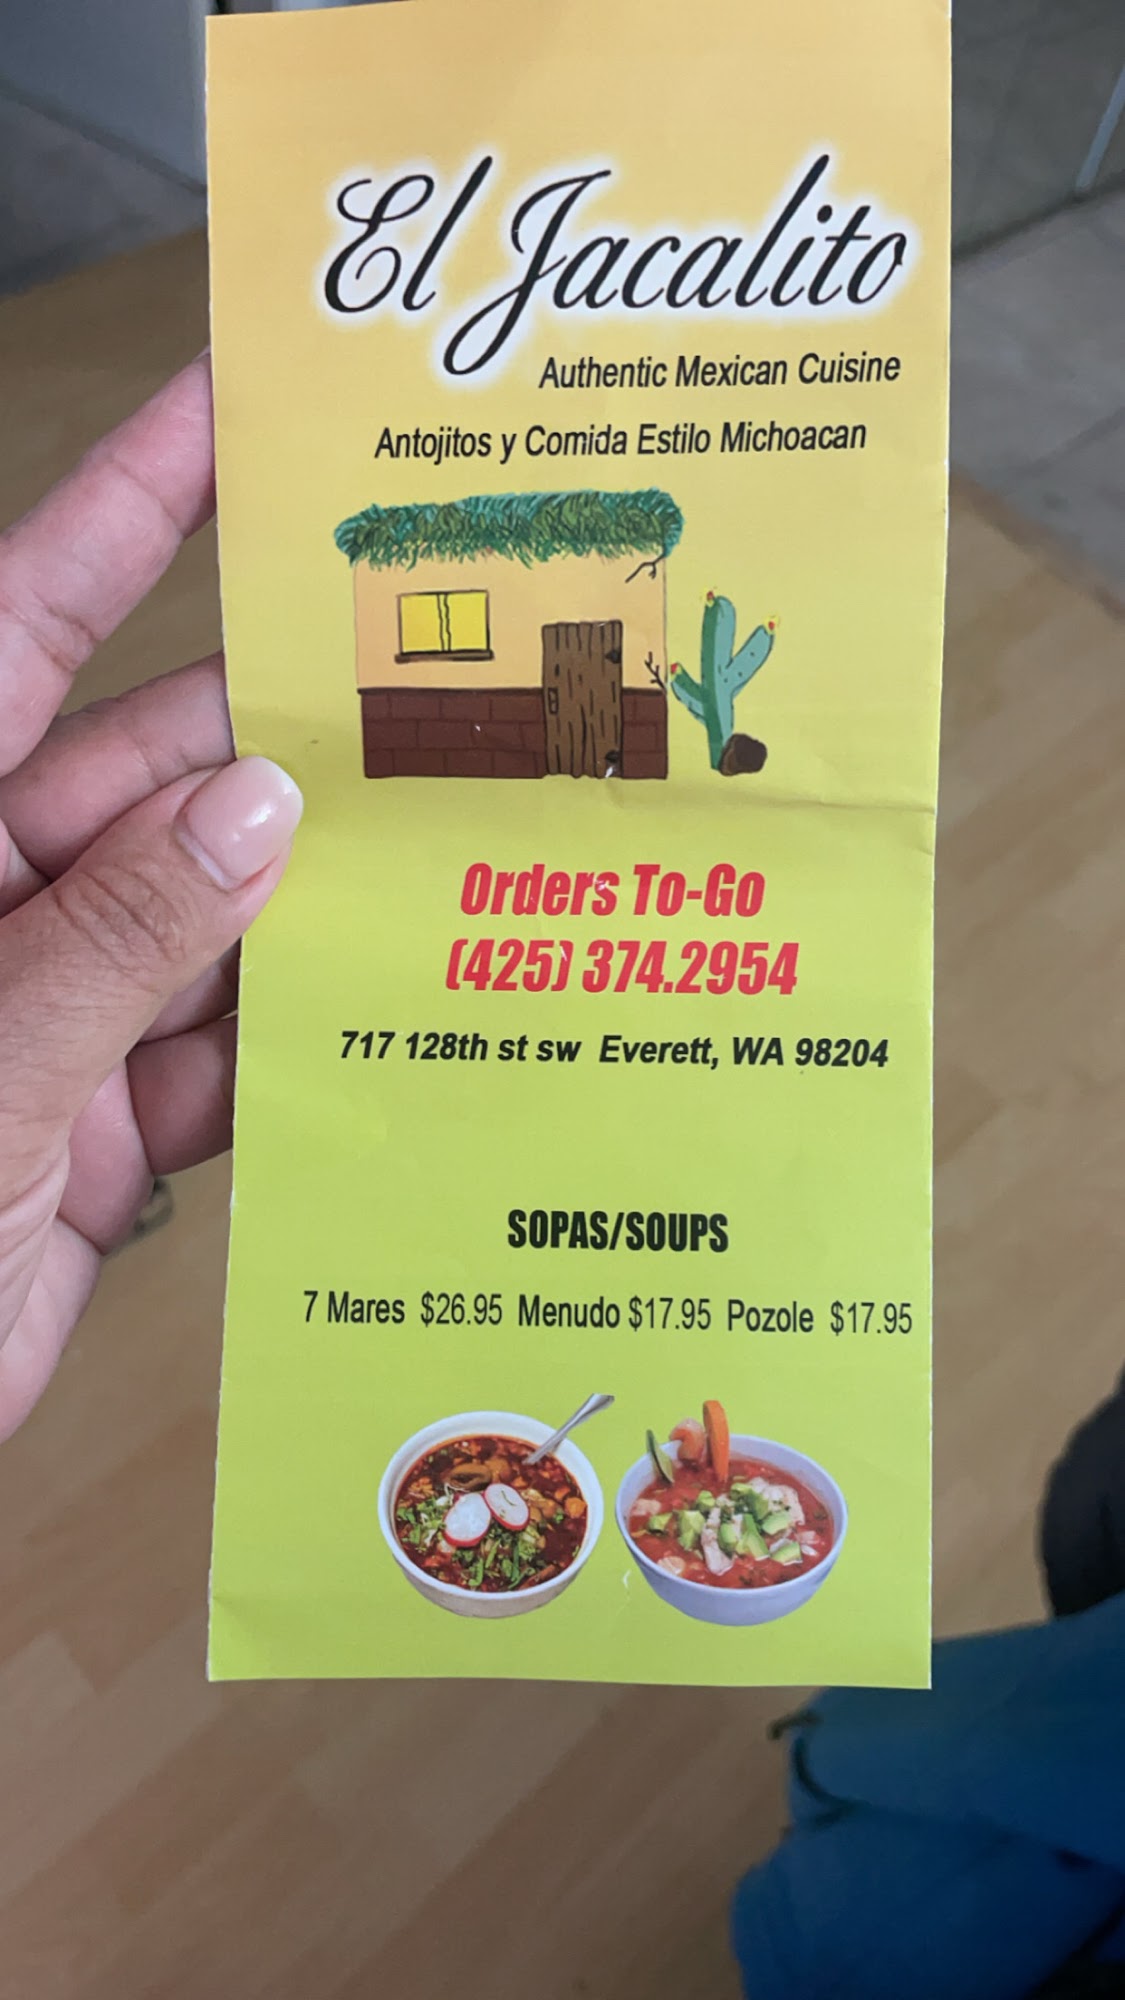 El Jacalito
Authentic Mexican Cuisine
Antojitos y Comida Estilo Michoacan
Orders To-Go
(425) 374.2954
717 128th st sw Everett, WA 98204
SOPAS/SOUPS
7 Mares $26.95 Menudo $17.95 Pozole $17.95